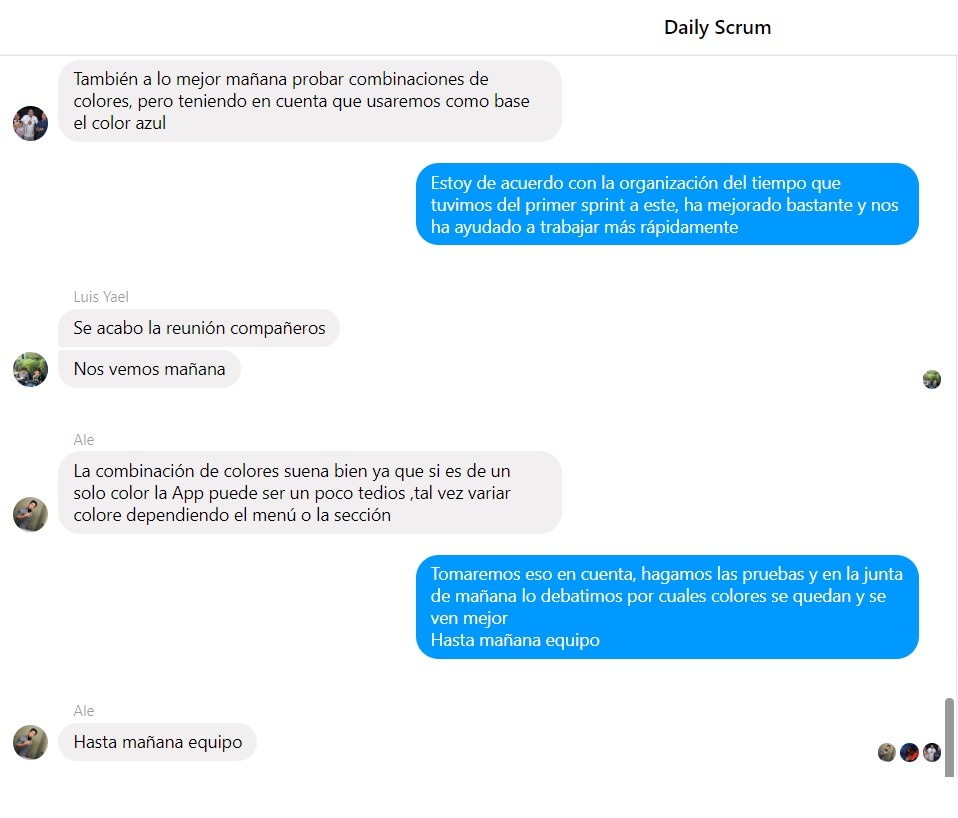 Daily Scrum
También a lo mejor mañana probar combinaciones de
colores, pero teniendo en cuenta que usaremos como base
el color azul
Estoy de acuerdo con la organización del tiempo que
tuvimos del primer sprint a este, ha mejorado bastante y nos
ha ayudado a trabajar más rápidamente
Luis Yael
Se acabo la reunión compañeros
Nos vemos mañana
Ale
La combinación de colores suena bien ya que si es de un
solo color la App puede ser un poco tedios ,tal vez variar
colore dependiendo el menú o la sección
Tomaremos eso en cuenta, hagamos las pruebas y en la junta
de mañana lo debatimos por cuales colores se quedan y se
ven mejor
Hasta mañana equipo
Ale
Hasta mañana equipo